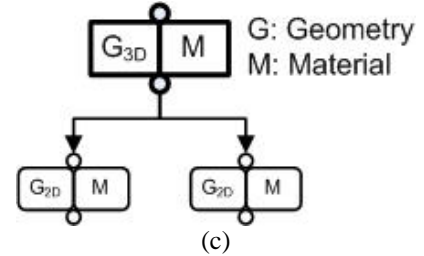 G3D M G: Geometry
M: Material
G2D M G2D M
(c)